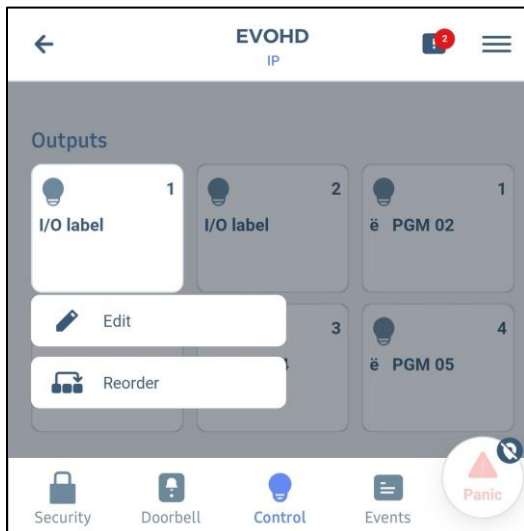 EVOHD
2
IP
Outputs
1
I/O label
2
I/O label
1
ë PGM 02
Edit
3
4
ë PGM 05
Reorder
Security
Doorbell
Control
Events
Panic